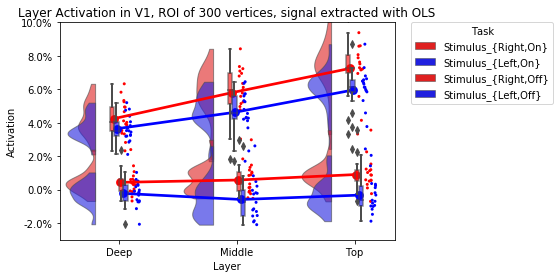 Layer Activation in V1, ROI of 300 vertices, signal extracted with OLS
10.0%
8.0%
6.0%
4.0%
2.0%
0.0%
-2.0%
Activation
Deep
Middle
Top
Layer
Task
Stimulus_{Right,On}
Stimulus_{Left,On}
Stimulus_{Right,Off}
Stimulus_{Left,Off}